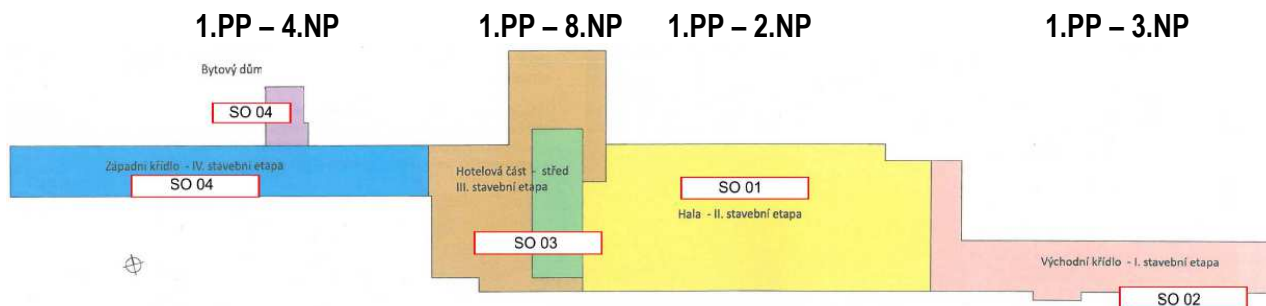 1.PP – 4.NP
1.PP – 8.NP
1.PP – 2.NP
1.PP – 3.NP
Bytový dům
SO 04
Západní křídlo - IV. stavební etapa
SO 04
Hotelová část - střed
III. stavební etapa
SO 03
SO 01
Hala - II. stavební etapa
Východní křídlo - I. stavební etapa
SO 02